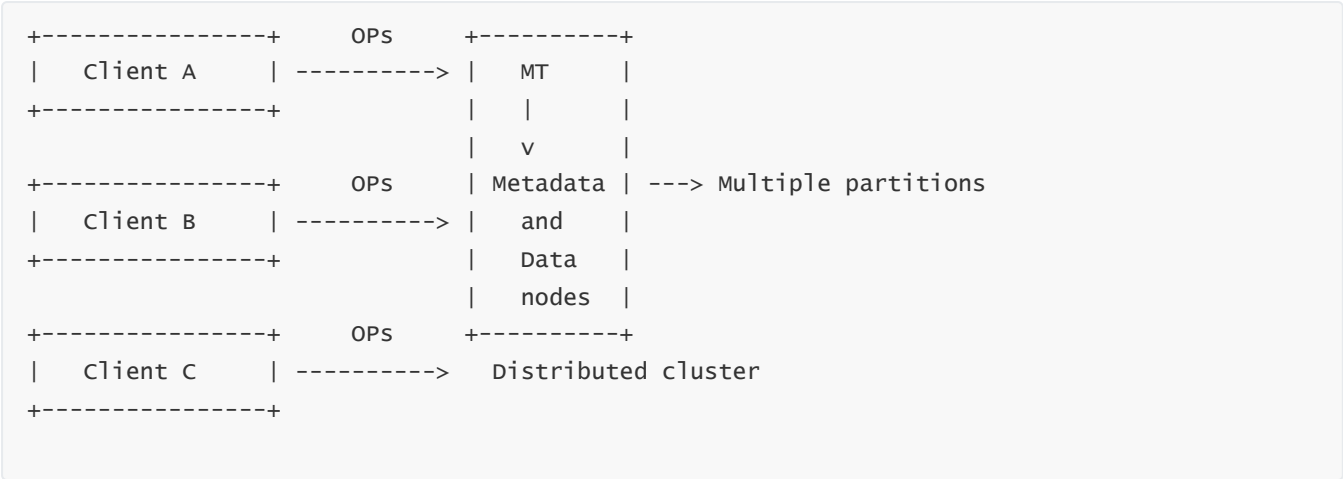 +----------------+     OPs     +----------+
|   Client A     | ----------> |   MT     |
+----------------+             |   |      |
                               |   v      |
+----------------+     OPs     | Metadata | ---> Multiple partitions
|   Client B     | ----------> |   and    |
+----------------+             |   Data   |
                               |   nodes  |
+----------------+     OPs     +----------+
|   Client C     | ---------->   Distributed cluster
+----------------+